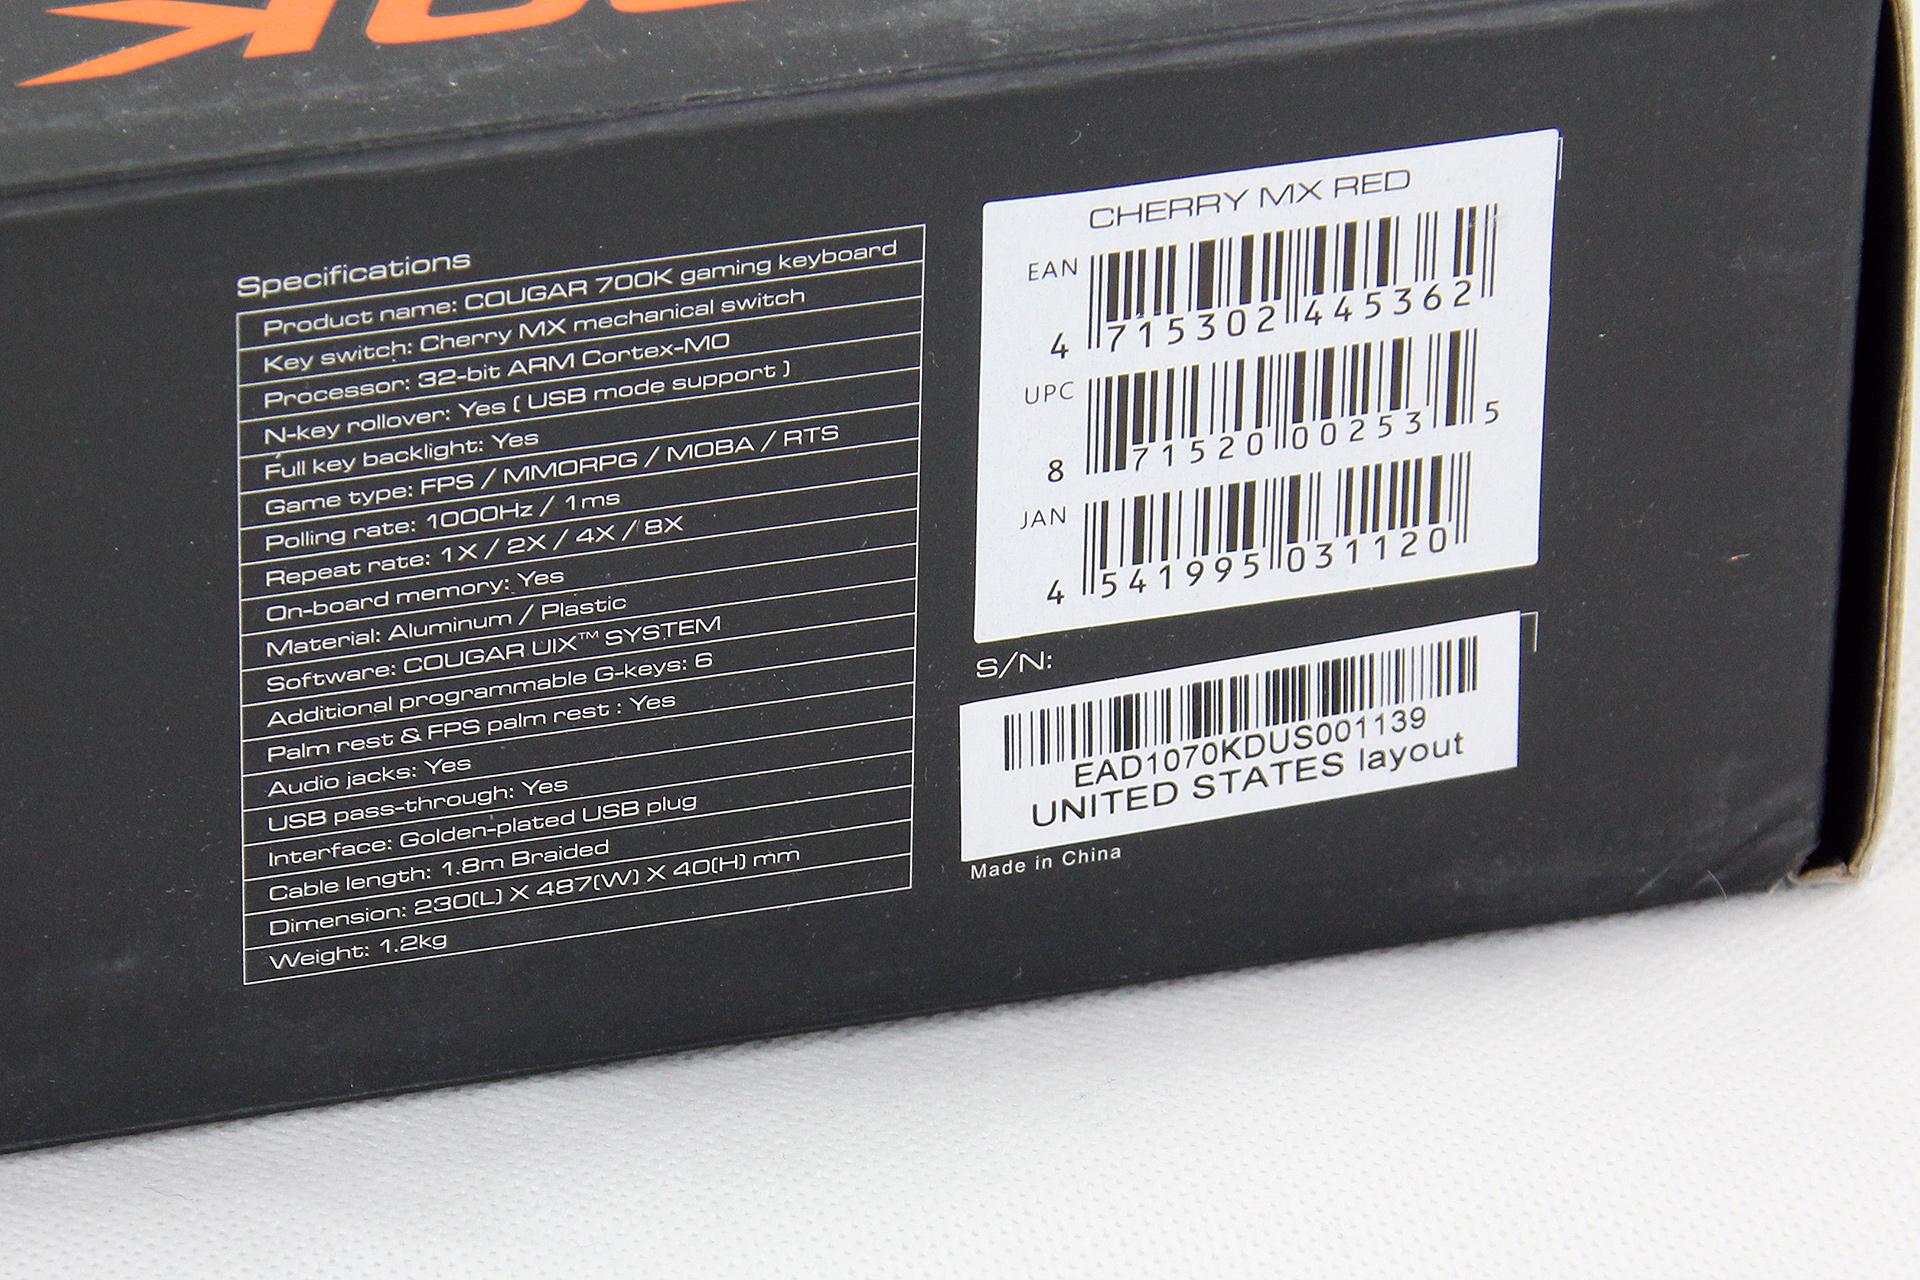 Specifications
Product name: COUGAR 700K gaming keyboard
Key switch: Cherry MX mechanical switch
Processor: 32-bit ARM Cortex-M0
N-key rollover: Yes ( USB mode support )
Full key backlight: Yes
Game type: FPS / MMORPG / MOBA / RTS
Polling rate: 1000Hz / 1ms
Repeat rate: 1X / 2X / 4X / 8X
On-board memory: Yes
Material: Aluminum / Plastic
Software: COUGAR UIX™ SYSTEM
Additional programmable G-keys: 6
Palm rest & FPS palm rest : Yes
Audio jacks: Yes
USB pass-through: Yes
Interface: Golden-plated USB plug
Cable length: 1.8m Braided
Dimension: 230(L) X 487(W) X 40(H) mm
Weight: 1.2kg
CHERRY MX RED
EAN
4 715302 445362
UPC
8 71520 00253 5
JAN
4 541995 031120
S/N:
EAD1070KDUS001139
UNITED STATES layout
Made in China